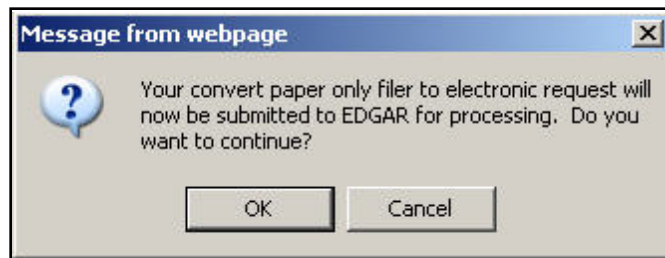 Message from webpage
Your convert paper only filer to electronic request will
now be submitted to EDGAR for processing.  Do you
want to continue?
OK
Cancel